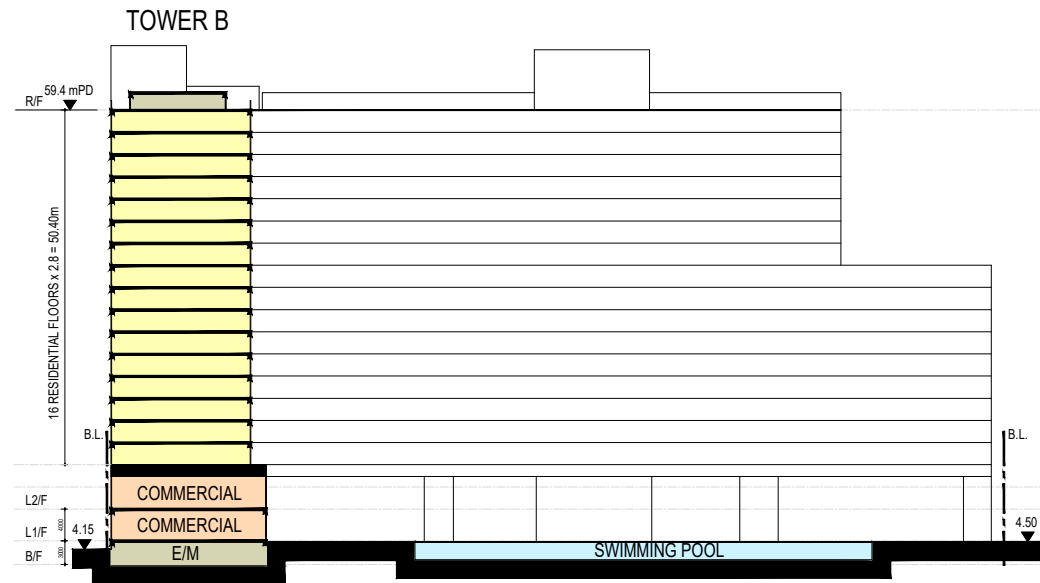 TOWER B
59.4 mPD
R/F
16 RESIDENTIAL FLOORS x 2.8 = 50.40m
B.L.
B.L.
COMMERCIAL
L2/F
COMMERCIAL
4000
L1/F
4.15
4.50
E/M
SWIMMING POOL
B/F
3000